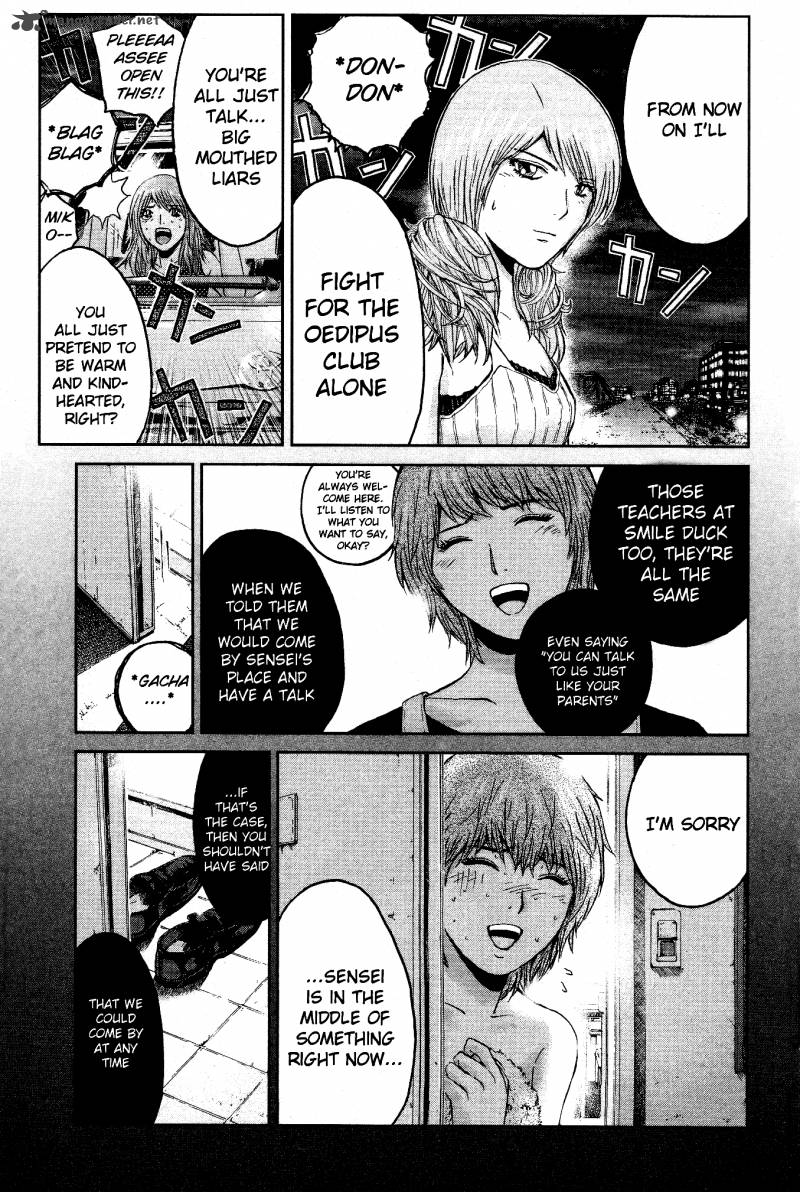 FROM NOW
ON I'LL
*DON-
DON*
カン
カン
カン
FIGHT
FOR THE
OEDIPUS
CLUB
ALONE
PLEEEAA
ASSEE
OPEN
THIS!!
YOU'RE
ALL JUST
TALK...
BIG
MOUTHED
LIARS
*BLAG
BLAG*
MIK
O--
YOU
ALL JUST
PRETEND TO
BE WARM
AND KIND-
HEARTED,
RIGHT?
THOSE
TEACHERS AT
SMILE DUCK
TOO, THEY'RE
ALL THE
SAME
YOU'RE
ALWAYS WEL-
COME HERE.
I'LL LISTEN TO
WHAT YOU
WANT TO SAY,
OKAY?
EVEN SAYING
"YOU CAN TALK
TO US JUST
LIKE YOUR
PARENTS"
WHEN WE
TOLD THEM
THAT WE
WOULD COME
BY SENSEI'S
PLACE AND
HAVE A TALK
*GACHA
....*
I'M SORRY
...SENSEI
IS IN THE
MIDDLE OF
SOMETHING
RIGHT NOW...
...IF
THAT'S
THE CASE,
THEN YOU
SHOULDN'T
HAVE SAID
THAT WE
COULD
COME BY
AT ANY
TIME